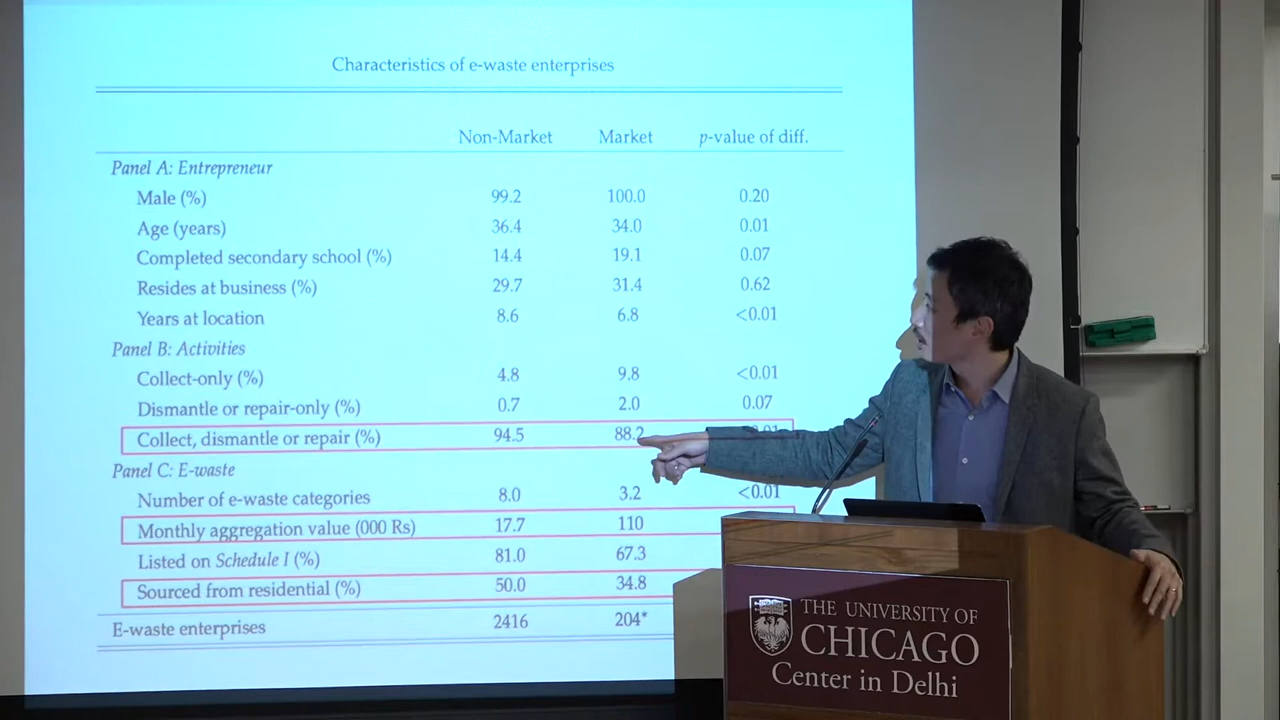 Characteristics of e-waste enterprises
Non-Market Market p-value of diff.
Panel A: Entrepreneur
Male (%) 99.2 100.0 0.20
Age (years) 36.4 34.0 0.01
Completed secondary school (%) 14.4 19.1 0.07
Resides at business (%) 29.7 31.4 0.62
Years at location 8.6 6.8 <0.01
Panel B: Activities
Collect-only (%) 4.8 9.8 <0.01
Dismantle or repair-only (%) 0.7 2.0 0.07
Collect, dismantle or repair (%) 94.5 88.2
Panel C: E-waste
Number of e-waste categories 8.0 3.2 <0.01
Monthly aggregation value (000 Rs) 17.7 110
Listed on Schedule I (%) 81.0 67.3
Sourced from residential (%) 50.0 34.8
E-waste enterprises 2416 204*
THE UNIVERSITY OF
CHICAGO
Center in Delhi